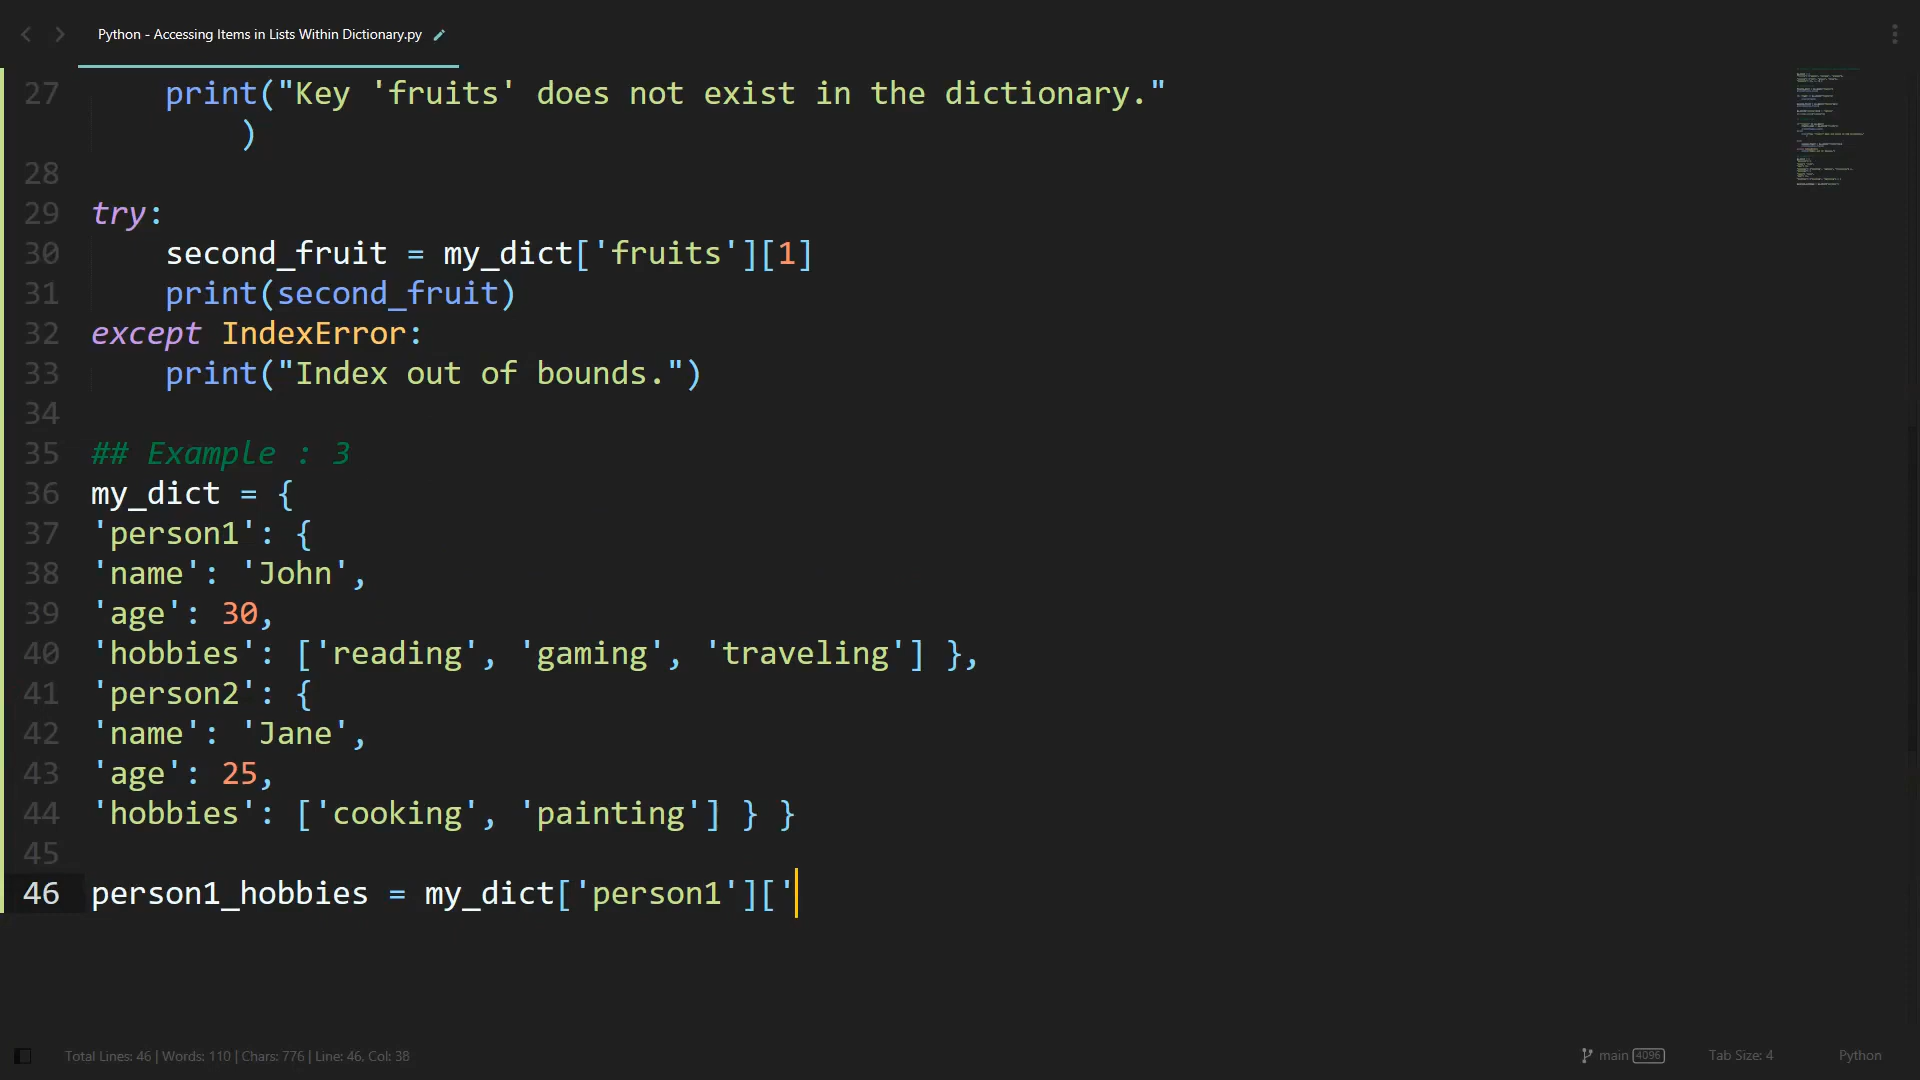 Python - Accessing Items in Lists Within Dictionary.py
27 print("Key 'fruits' does not exist in the dictionary."
)
28
29 try:
30 second_fruit = my_dict['fruits'][1]
31 print(second_fruit)
32 except IndexError:
33 print("Index out of bounds.")
34
35 ## Example : 3
36 my_dict = {
37 'person1': {
38 'name': 'John',
39 'age': 30,
40 'hobbies': ['reading', 'gaming', 'traveling'] },
41 'person2': {
42 'name': 'Jane',
43 'age': 25,
44 'hobbies': ['cooking', 'painting'] } }
45
46 person1_hobbies = my_dict['person1']['
Total Lines: 46 | Words: 110 | Chars: 776 | Line: 46, Col: 38
main 4096
Tab Size: 4
Python